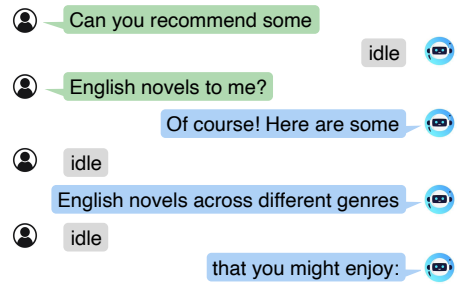 Can you recommend some
idle
English novels to me?
Of course! Here are some
idle
English novels across different genres
idle
that you might enjoy: